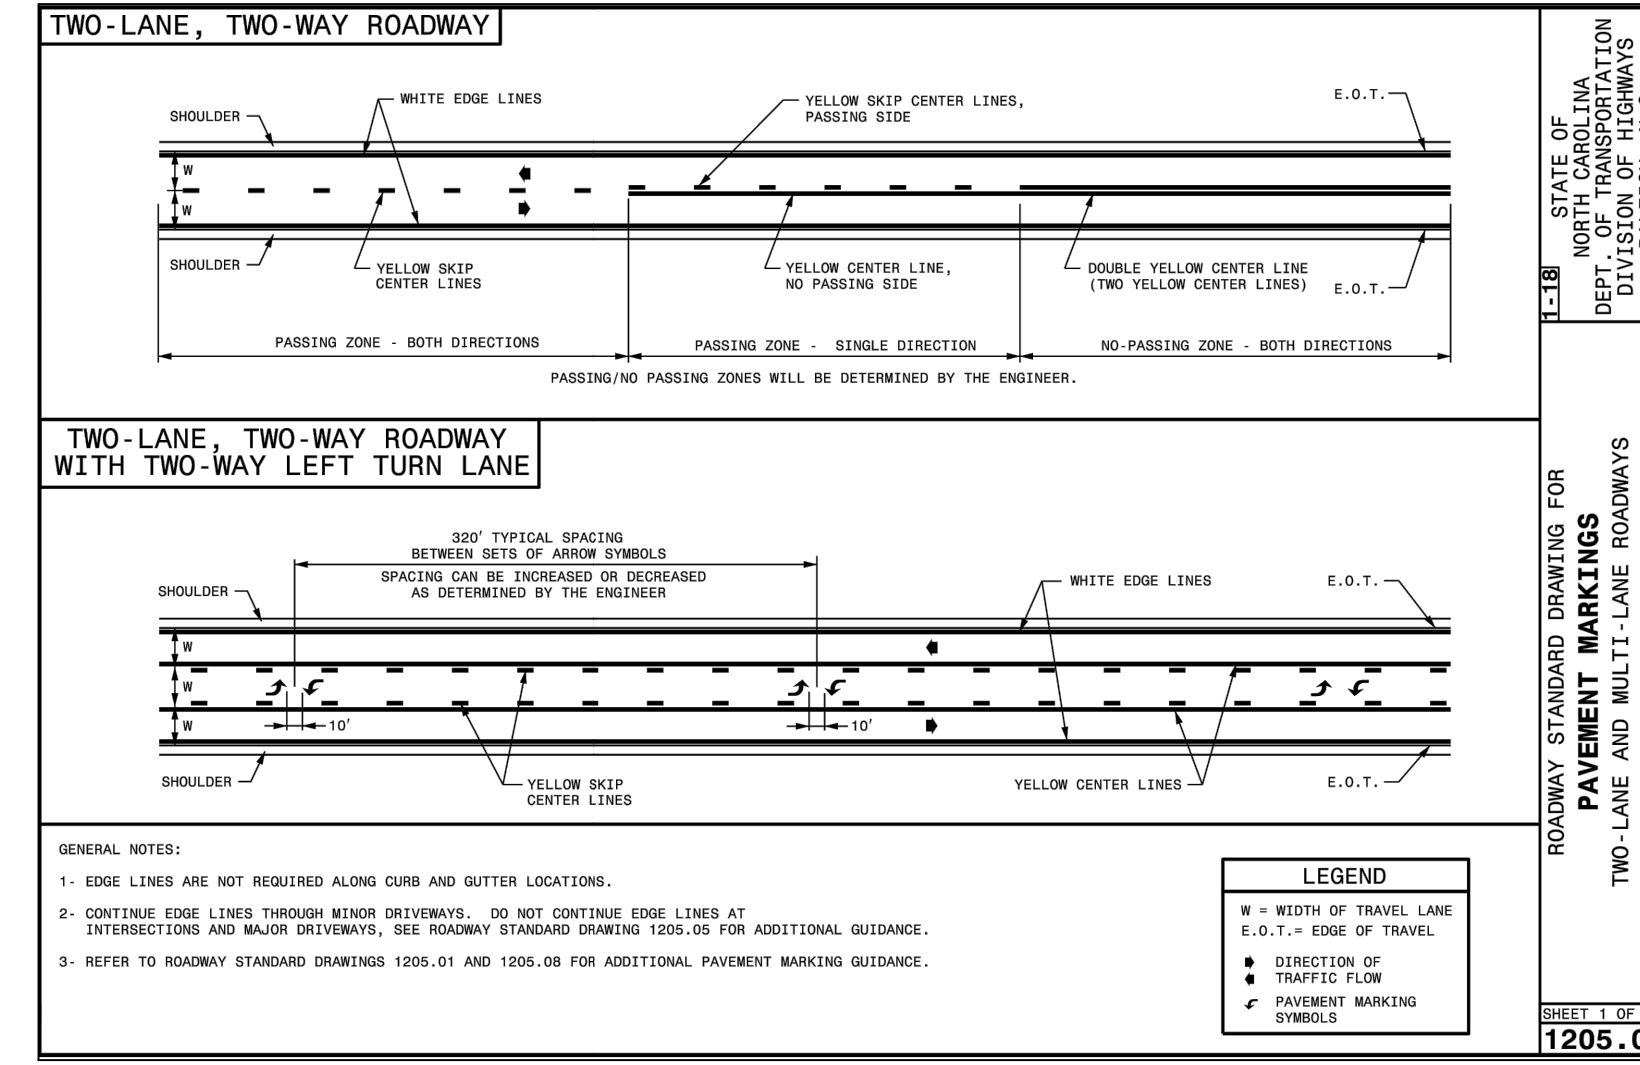 TWO-LANE, TWO-WAY ROADWAY
WHITE EDGE LINES
SHOULDER
YELLOW SKIP CENTER LINES,
PASSING SIDE
E.O.T.
W
W
SHOULDER
YELLOW SKIP
CENTER LINES
YELLOW CENTER LINE,
NO PASSING SIDE
DOUBLE YELLOW CENTER LINE
(TWO YELLOW CENTER LINES)
E.O.T.
PASSING ZONE - BOTH DIRECTIONS
PASSING ZONE - SINGLE DIRECTION
NO-PASSING ZONE - BOTH DIRECTIONS
PASSING/NO PASSING ZONES WILL BE DETERMINED BY THE ENGINEER.
TWO-LANE, TWO-WAY ROADWAY
WITH TWO-WAY LEFT TURN LANE
320' TYPICAL SPACING
BETWEEN SETS OF ARROW SYMBOLS
SPACING CAN BE INCREASED OR DECREASED
AS DETERMINED BY THE ENGINEER
SHOULDER
WHITE EDGE LINES
E.O.T.
W
W
W
10'
10'
SHOULDER
YELLOW SKIP
CENTER LINES
YELLOW CENTER LINES
E.O.T.
GENERAL NOTES:
1- EDGE LINES ARE NOT REQUIRED ALONG CURB AND GUTTER LOCATIONS.
2- CONTINUE EDGE LINES THROUGH MINOR DRIVEWAYS. DO NOT CONTINUE EDGE LINES AT
INTERSECTIONS AND MAJOR DRIVEWAYS, SEE ROADWAY STANDARD DRAWING 1205.05 FOR ADDITIONAL GUIDANCE.
3- REFER TO ROADWAY STANDARD DRAWINGS 1205.01 AND 1205.08 FOR ADDITIONAL PAVEMENT MARKING GUIDANCE.
LEGEND
W = WIDTH OF TRAVEL LANE
E.O.T.= EDGE OF TRAVEL
DIRECTION OF
TRAFFIC FLOW
PAVEMENT MARKING
SYMBOLS
1-18
STATE OF
NORTH CAROLINA
DEPT. OF TRANSPORTATION
DIVISION OF HIGHWAYS
ROADWAY STANDARD DRAWING FOR
PAVEMENT MARKINGS
TWO-LANE AND MULTI-LANE ROADWAYS
SHEET 1 OF
1205.0